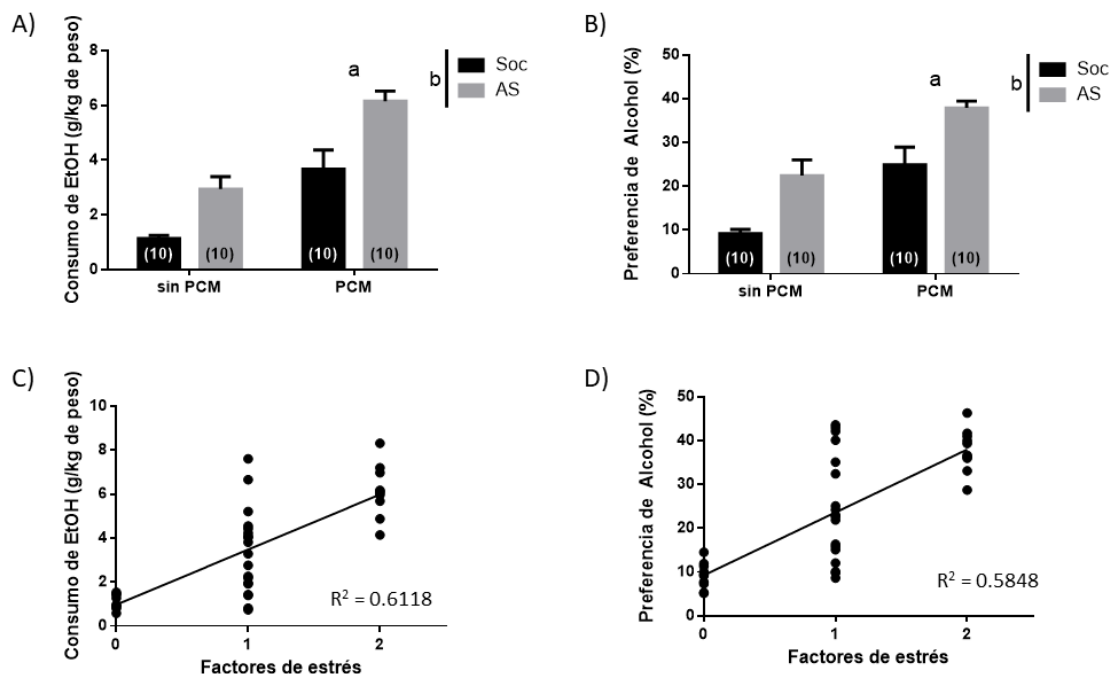 A)
Consumo de EtOH (g/kg de peso)
8
6
4
2
0
a
b
Soc
AS
(10)
(10)
(10)
(10)
sin PCM
PCM
B)
Preferencia de Alcohol (%)
50
40
30
20
10
0
a
b
Soc
AS
(10)
(10)
(10)
(10)
sin PCM
PCM
C)
Consumo de EtOH (g/kg de peso)
10
8
6
4
2
0
R² = 0.6118
0
1
2
Factores de estrés
D)
Preferencia de Alcohol (%)
50
40
30
20
10
0
R² = 0.5848
0
1
2
Factores de estrés